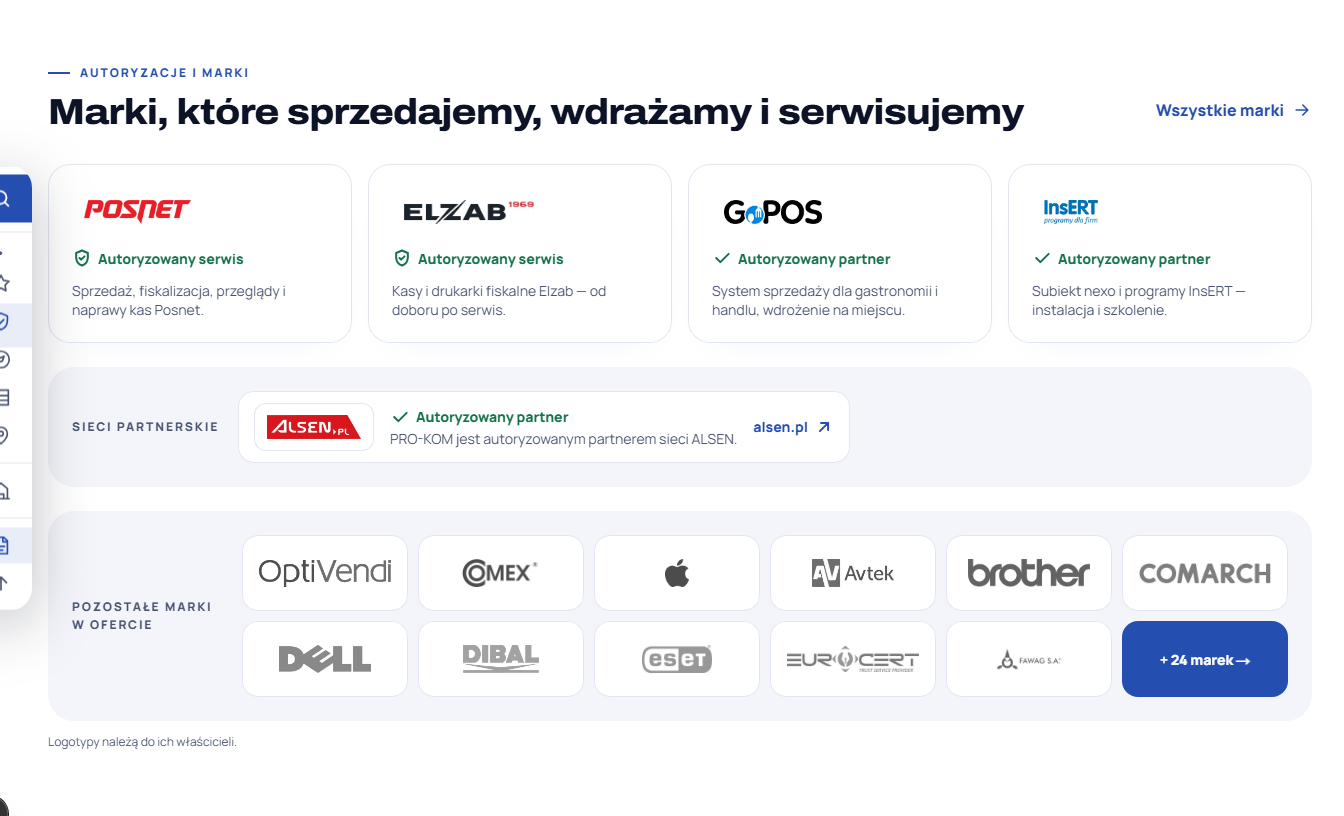 AUTORYZACJE I MARKI
Marki, które sprzedajemy, wdrażamy i serwisujemy
Wszystkie marki →
POSNET
ELZAB 1969
GoPOS
InsERT
programy dla firm
Autoryzowany serwis
Autoryzowany serwis
Autoryzowany partner
Autoryzowany partner
Sprzedaż, fiskalizacja, przeglądy i
naprawy kas Posnet.
Kasy i drukarki fiskalne Elzab — od
doboru po serwis.
System sprzedaży dla gastronomii i
handlu, wdrożenie na miejscu.
Subiekt nexo i programy InsERT —
instalacja i szkolenie.
SIECI PARTNERSKIE
ALSEN.PL
Autoryzowany partner
PRO-KOM jest autoryzowanym partnerem sieci ALSEN.
alsen.pl
POZOSTAŁE MARKI
W OFERCIE
OptiVendi
COMEX®
AV Avtek
brother
COMARCH
DELL
DIBAL
eseT
EUROCERT
TRUST SERVICE PROVIDER
FAWAG S.A.
+ 24 marek →
Logotypy należą do ich właścicieli.